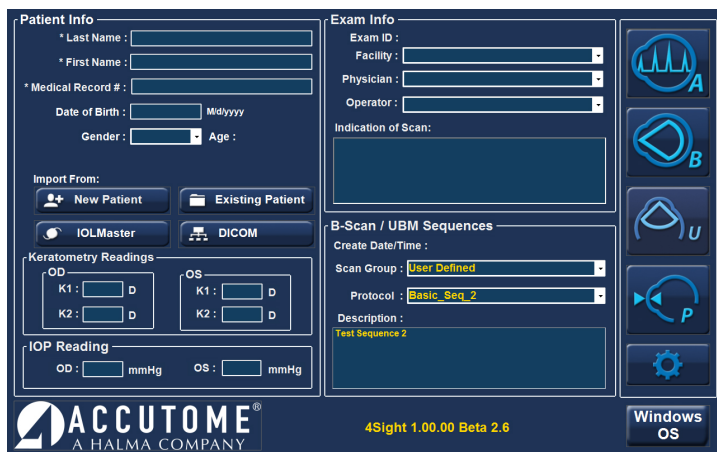 Patient Info
* Last Name :
* First Name :
* Medical Record # :
Date of Birth : M/d/yyyy
Gender : Age :
Import From:
New Patient Existing Patient
IOLMaster DICOM
Keratometry Readings
OD OS
K1 : D K1 : D
K2 : D K2 : D
IOP Reading
OD : mmHg OS : mmHg
Exam Info
Exam ID :
Facility :
Physician :
Operator :
Indication of Scan:
B-Scan / UBM Sequences
Create Date/Time :
Scan Group : User Defined
Protocol : Basic_Seq_2
Description :
Test Sequence 2
A
B
U
P
ACCUTOME®
A HALMA COMPANY
4Sight 1.00.00 Beta 2.6
Windows
OS